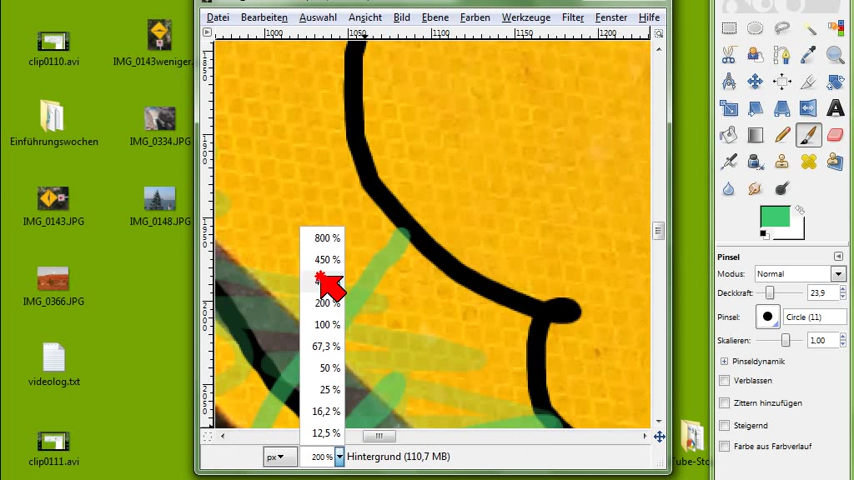 Datei Bearbeiten Auswahl Ansicht Bild Ebene Farben Werkzeuge Filter Fenster Hilfe
1000 1050 1100 1150 1200
clip0110.avi
IMG_0143weniger.
Einführungswochen
IMG_0334.JPG
IMG_0143.JPG
IMG_0148.JPG
IMG_0366.JPG
videolog.txt
clip0111.avi
800 %
450 %
200 %
100 %
67,3 %
50 %
25 %
16,2 %
12,5 %
px
200 %
Hintergrund (110,7 MB)
Pinsel
Modus: Normal
Deckkraft: 23,9
Pinsel: Circle (11)
Skalieren: 1,00
Pinseldynamik
Verblassen
Zittern hinzufügen
Steigernd
Farbe aus Farbverlauf